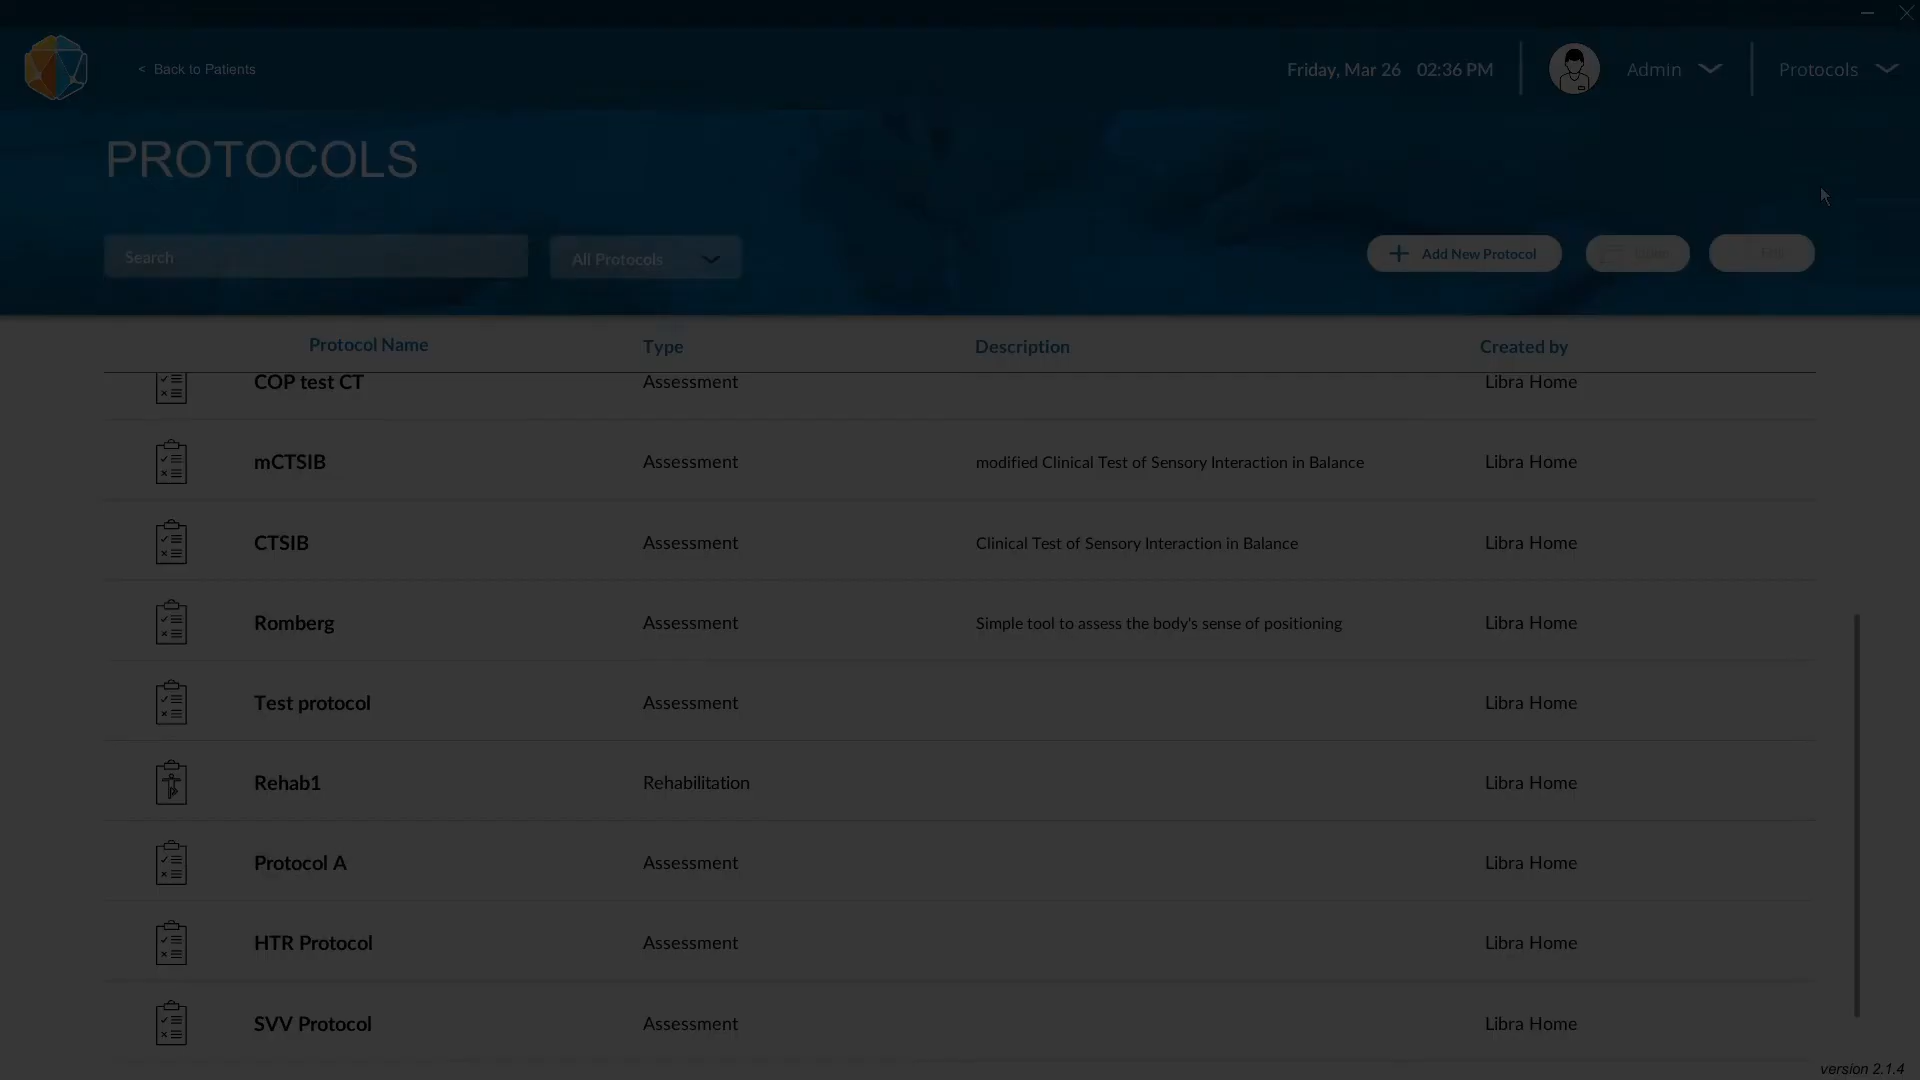 < Back to Patients
Friday, Mar 26 02:36 PM
Admin
Protocols
PROTOCOLS
Search
All Protocols
Add New Protocol
Edit
Protocol Name Type Description Created by
COP test CT Assessment Libra Home
mCTSIB Assessment modified Clinical Test of Sensory Interaction in Balance Libra Home
CTSIB Assessment Clinical Test of Sensory Interaction in Balance Libra Home
Romberg Assessment Simple tool to assess the body's sense of positioning Libra Home
Test protocol Assessment Libra Home
Rehab1 Rehabilitation Libra Home
Protocol A Assessment Libra Home
HTR Protocol Assessment Libra Home
SVV Protocol Assessment Libra Home
version 2.1.4